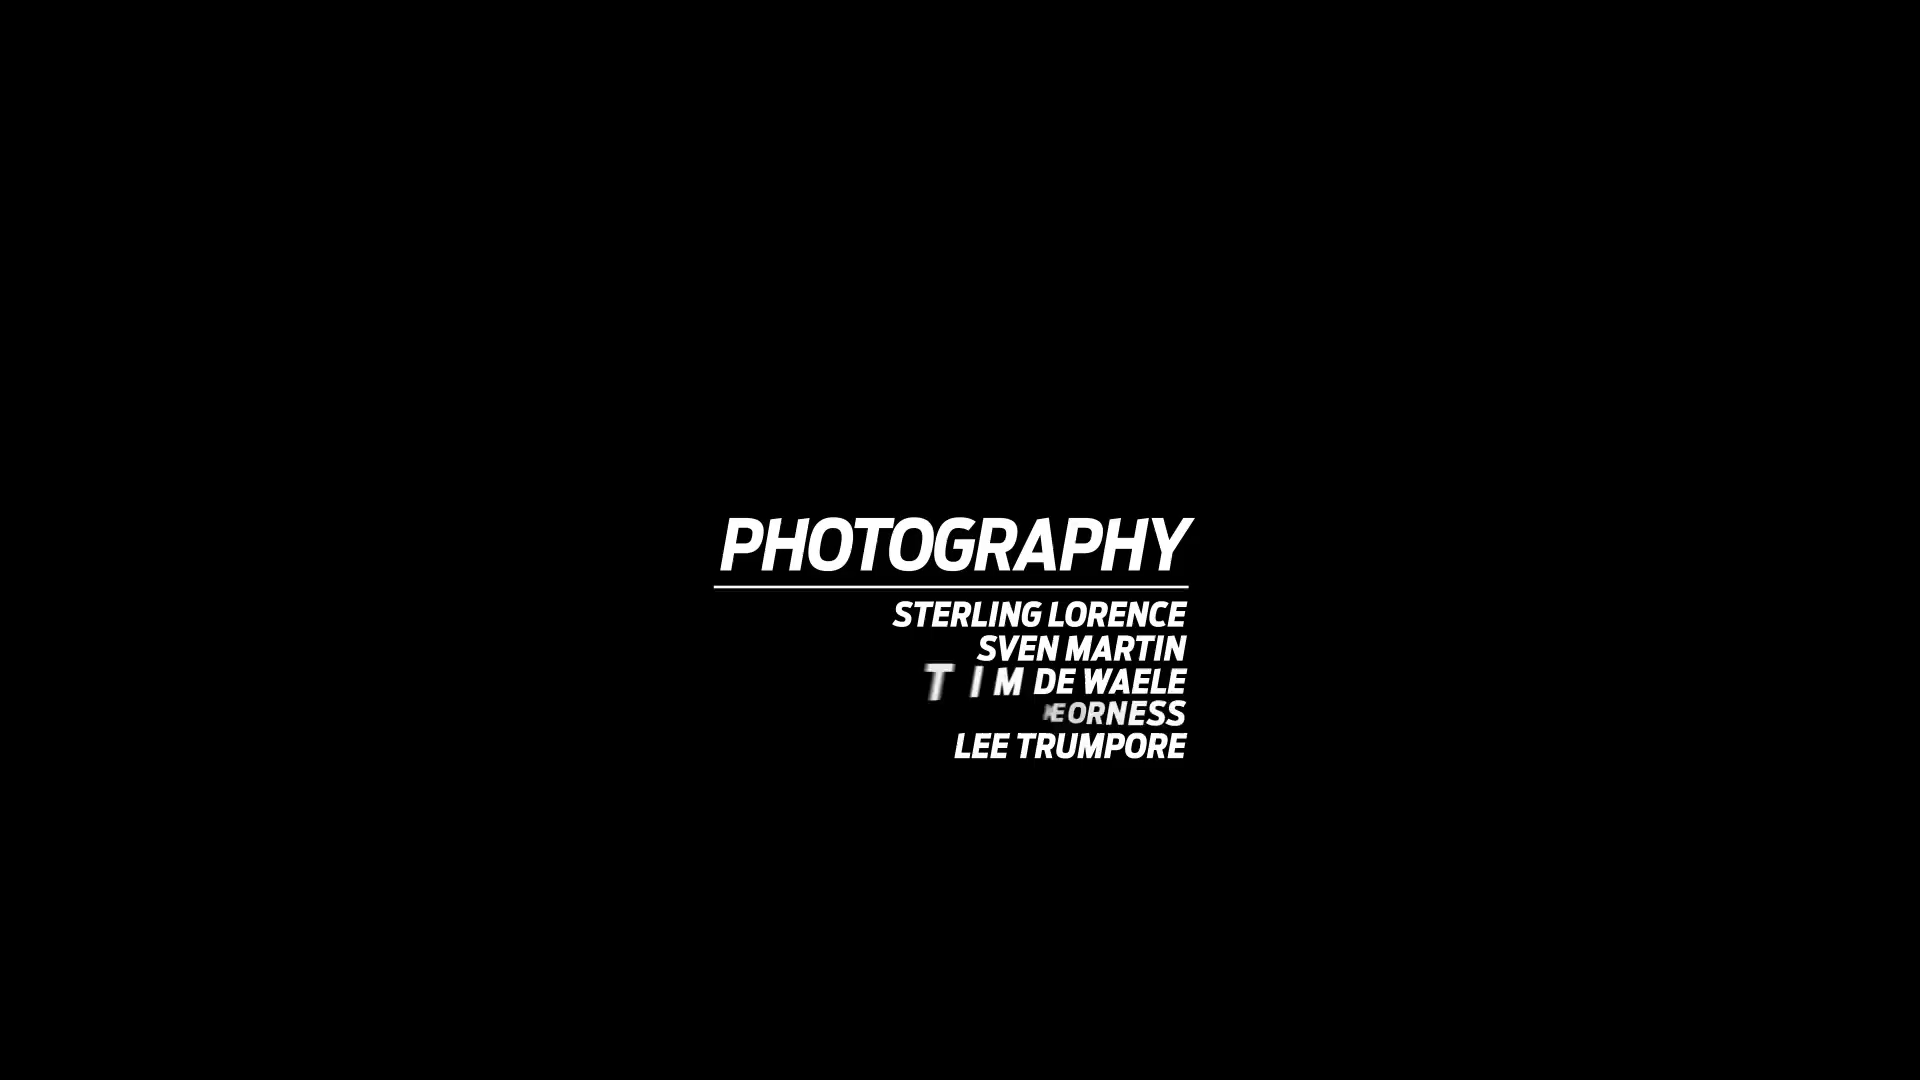 PHOTOGRAPHY
STERLING LORENCE
SVEN MARTIN
TIM DE WAELE
LEE TRUMPORE